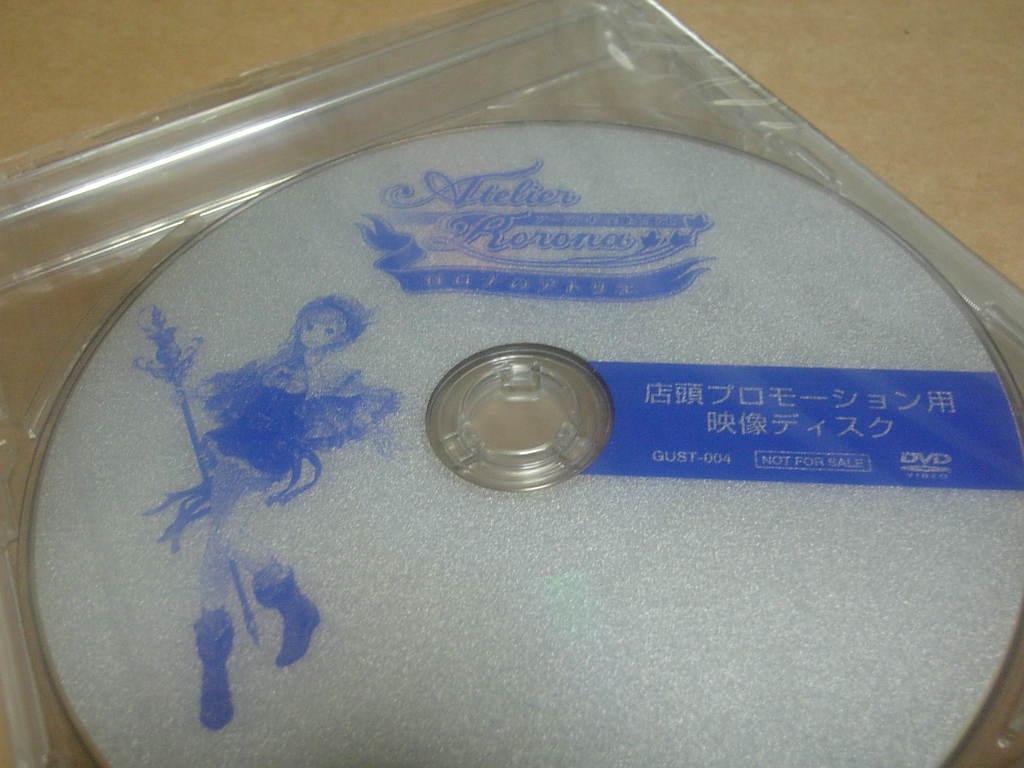 Atelier
Rorona
ロロナのアトリエ
店頭プロモーション用
映像ディスク
GUST-004
NOT FOR SALE
DVD
VIDEO